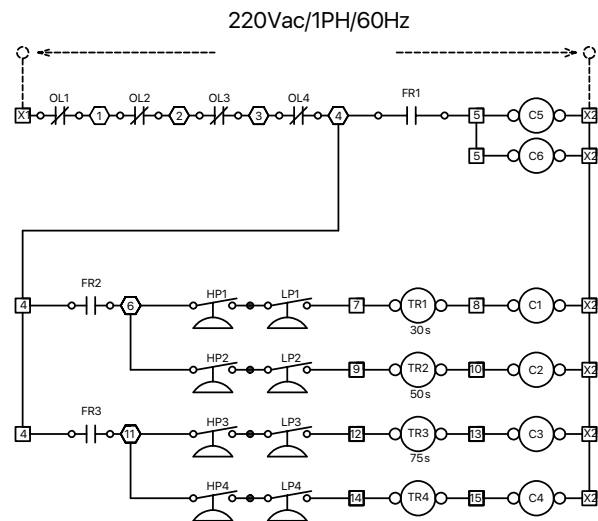 220Vac/1PH/60Hz
OL1 OL2 OL3 OL4 FR1
X1 1 2 3 4 5 C5 X2
5 C6 X2
FR2 HP1 LP1
4 6 7 TR1 8 C1 X2
30s
HP2 LP2
9 TR2 10 C2 X2
50s
FR3 HP3 LP3
4 11 12 TR3 13 C3 X2
75s
HP4 LP4
14 TR4 15 C4 X2